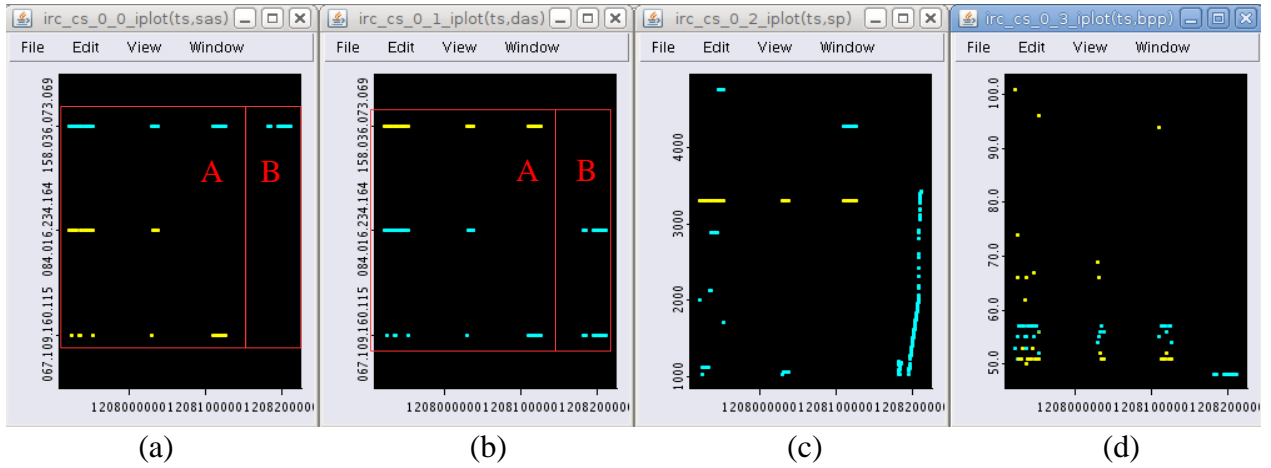 irc_cs_0_0_iplot(ts,sas)
File Edit View Window
158.036.073.069
084.016.234.164
067.109.160.115
A B
1208000000 1208100000 120820000
(a)
irc_cs_0_1_iplot(ts,das)
File Edit View Window
158.036.073.069
084.016.234.164
067.109.160.115
A B
1208000000 1208100000 120820000
(b)
irc_cs_0_2_iplot(ts,sp)
File Edit View Window
4000
3000
2000
1000
1208000000 1208100000 120820000
(c)
irc_cs_0_3_iplot(ts,bpp)
File Edit View Window
100.0
90.0
80.0
70.0
60.0
50.0
1208000000 1208100000 120820000
(d)